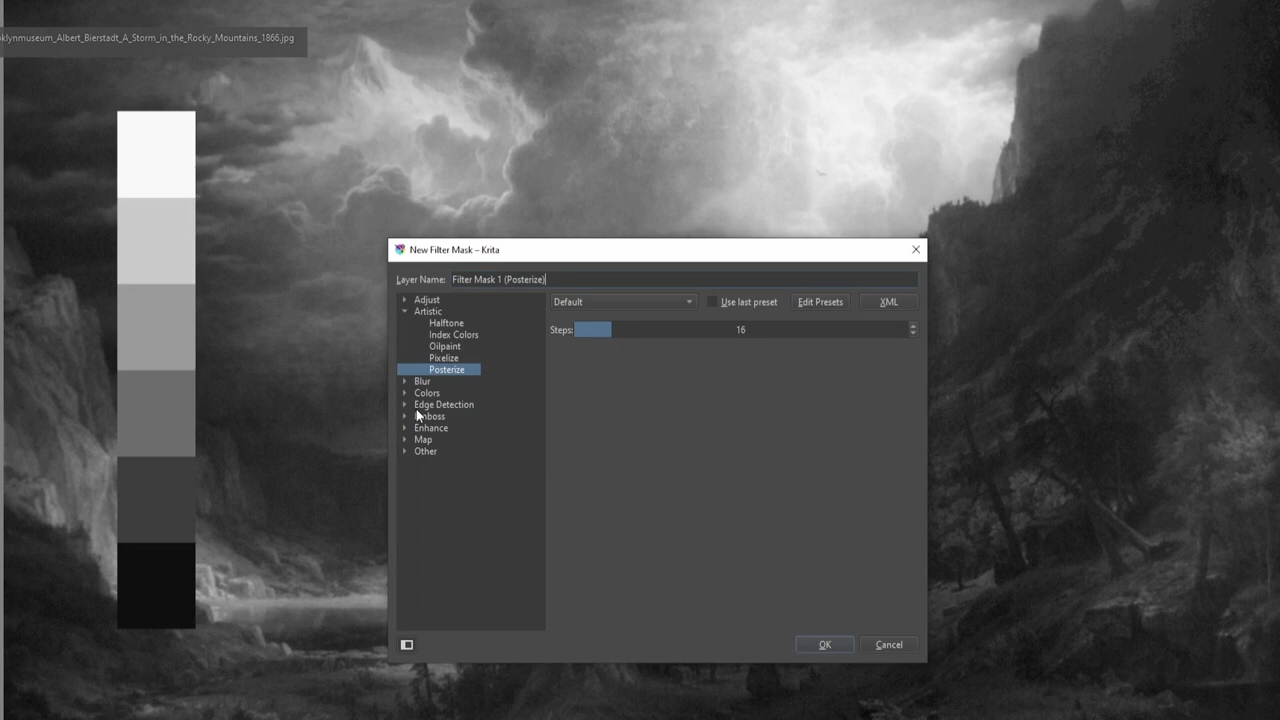 klynmuseum_Albert_Bierstadt_A_Storm_in_the_Rocky_Mountains_1866.jpg
New Filter Mask – Krita
Layer Name: Filter Mask 1 (Posterize)
Adjust
Artistic
Halftone
Index Colors
Oilpaint
Pixelize
Posterize
Blur
Colors
Edge Detection
Emboss
Enhance
Map
Other
Default
Use last preset
Edit Presets
XML
Steps: 16
OK
Cancel